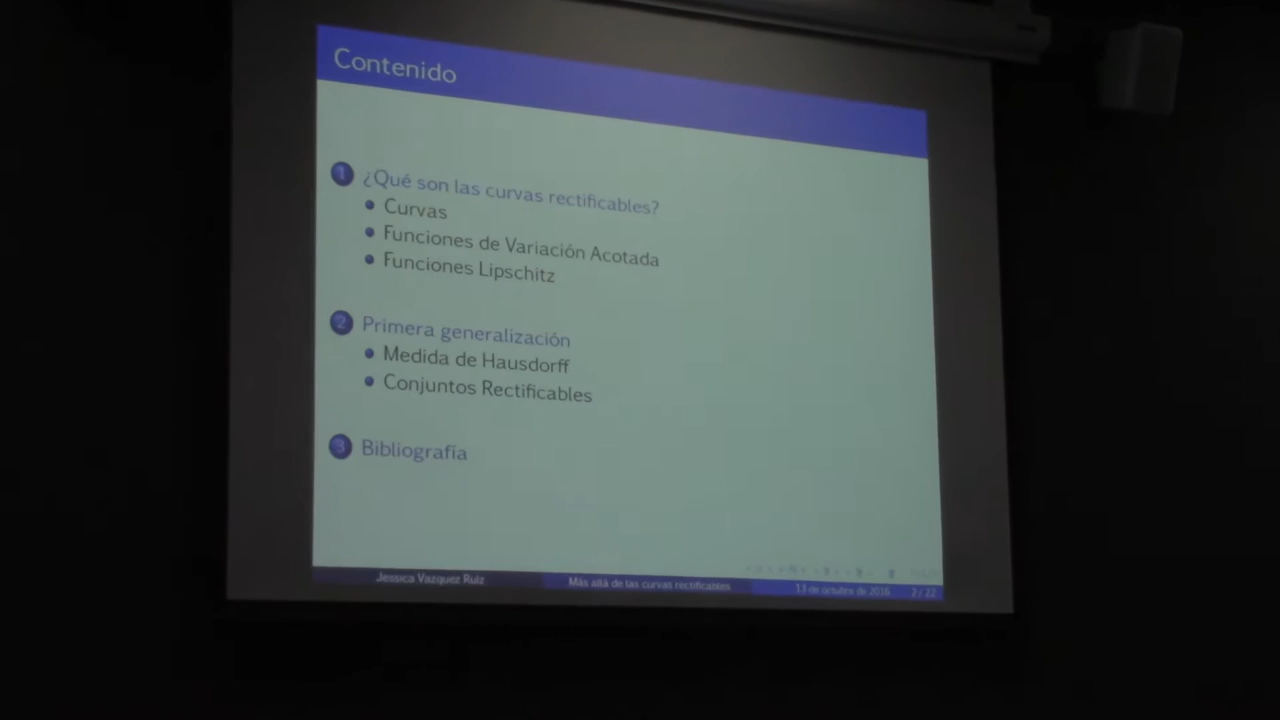 Contenido
1 ¿Qué son las curvas rectificables?
Curvas
Funciones de Variación Acotada
Funciones Lipschitz
2 Primera generalización
Medida de Hausdorff
Conjuntos Rectificables
3 Bibliografía
Jessica Vazquez Ruiz Más allá de las curvas rectificables 13 de octubre de 2016 2 / 22